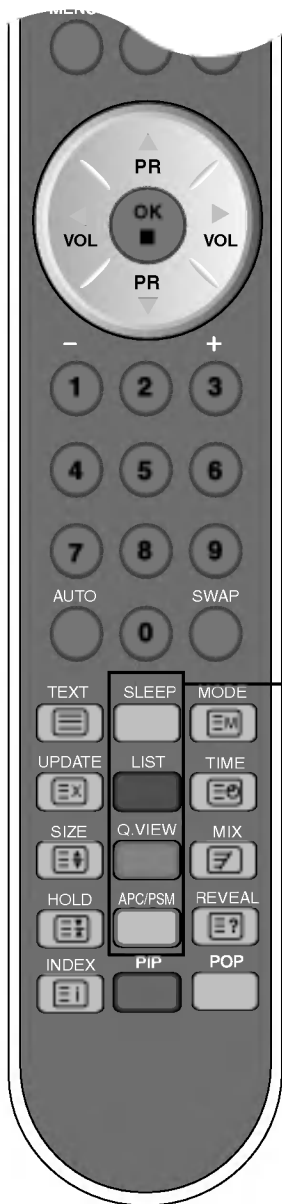 MENU
PR
OK
VOL VOL
PR
- +
1 2 3
4 5 6
7 8 9
AUTO SWAP
0
TEXT SLEEP MODE
M
UPDATE LIST TIME
X
SIZE Q.VIEW MIX
HOLD APC/PSM REVEAL
?
INDEX PIP POP
i